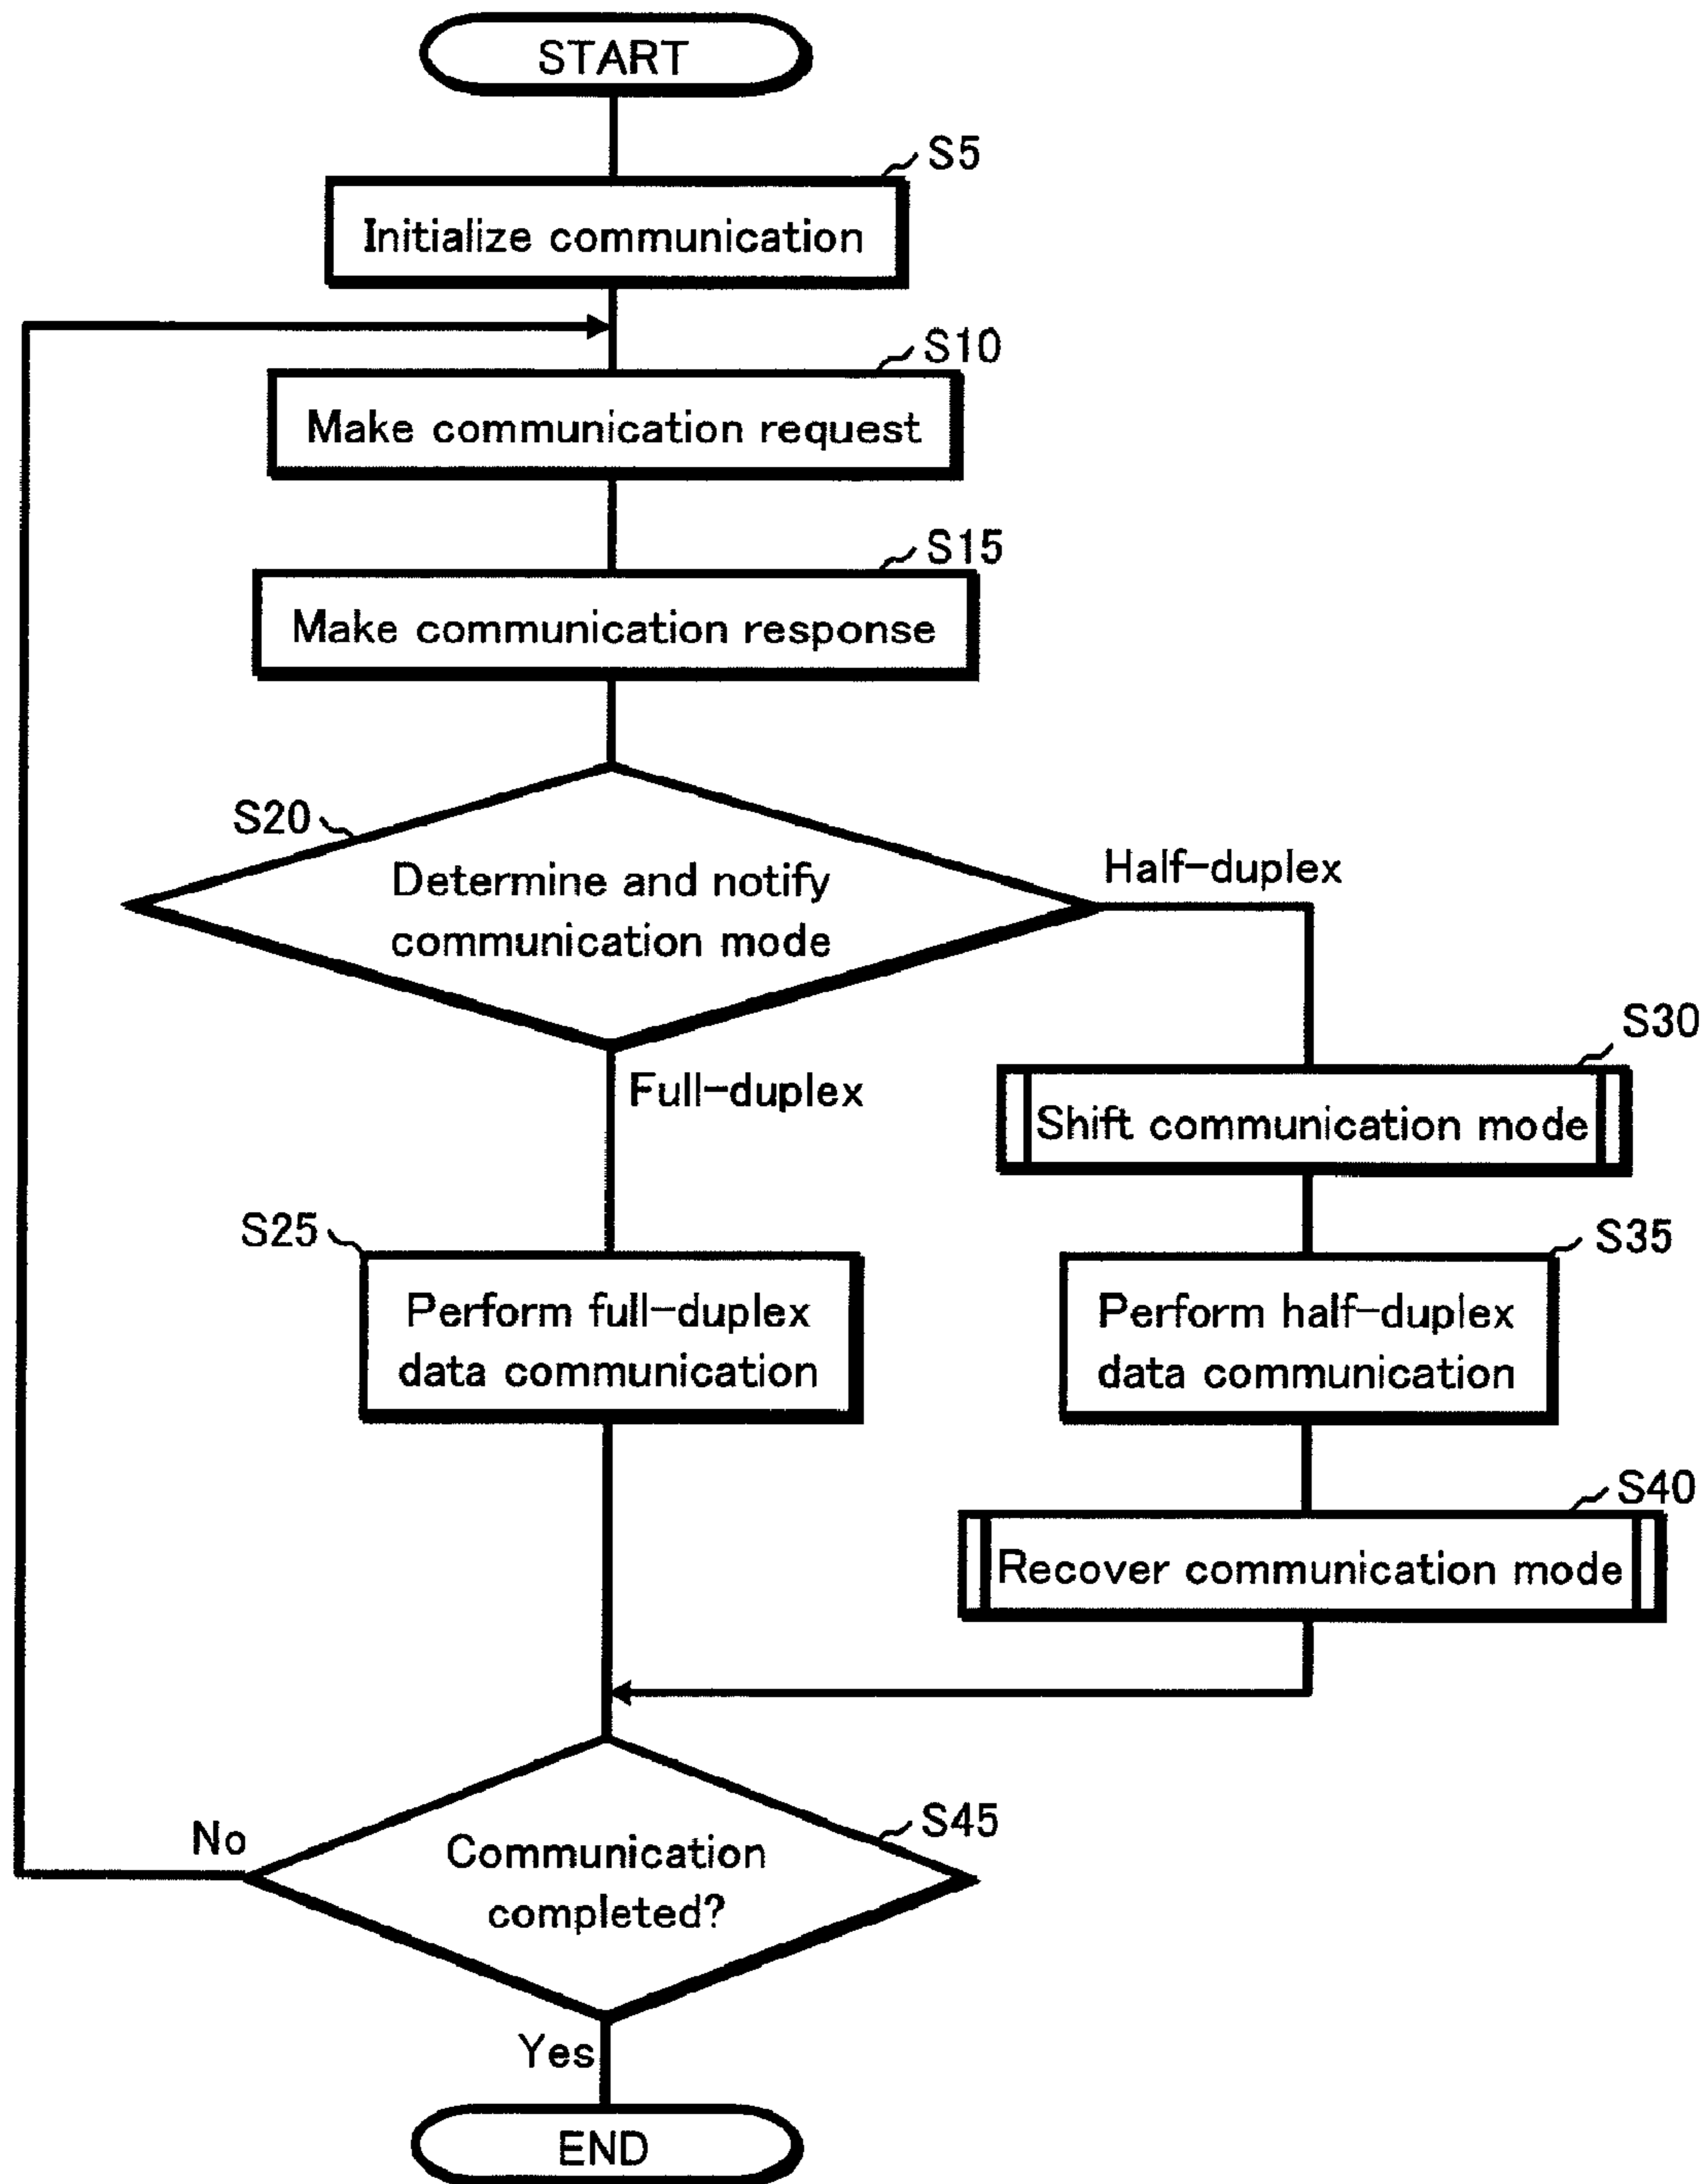 START
S5
Initialize communication
S10
Make communication request
S15
Make communication response
S20
Determine and notify
communication mode
Half-duplex
Full-duplex
S30
Shift communication mode
S25
Perform full-duplex
data communication
S35
Perform half-duplex
data communication
S40
Recover communication mode
S45
Communication
completed?
No
Yes
END